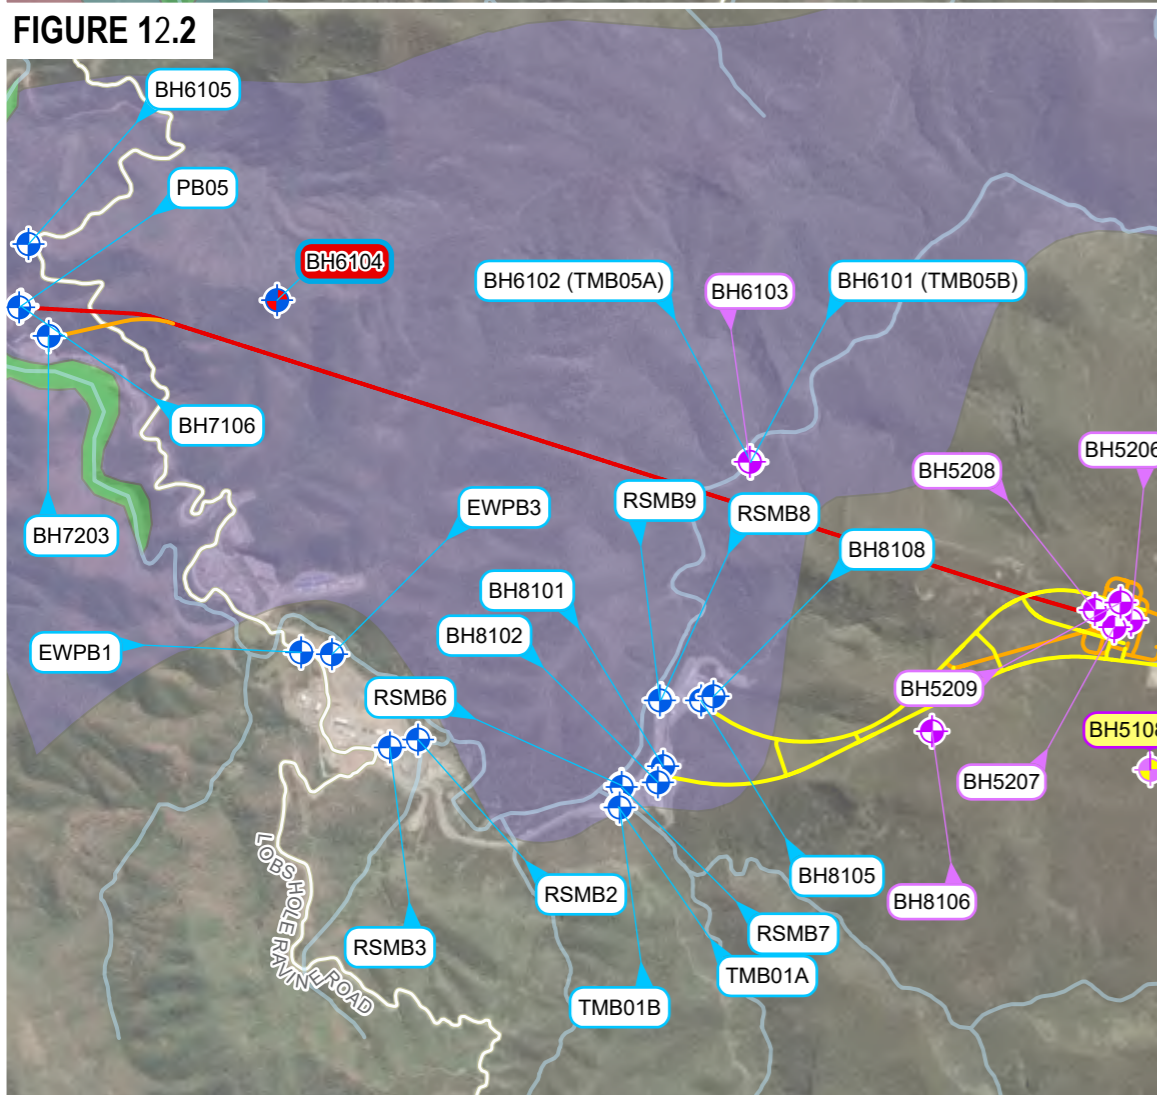 FIGURE 12.2
BH6105
PB05
BH6104
BH6102 (TMB05A)
BH6103
BH6101 (TMB05B)
BH7106
BH5208
BH5206
RSMB9
RSMB8
EWPB3
BH7203
BH8108
BH8101
BH8102
EWPB1
RSMB6
BH5209
BH5108
BH5207
BH8105
RSMB2
BH8106
RSMB7
RSMB3
TMB01A
TMB01B
LOBS HOLE RAVINE ROAD